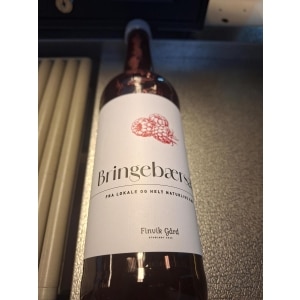 Bringebærs
FRA LOKALE OG HELT NATURLIGE
Finvik Gård